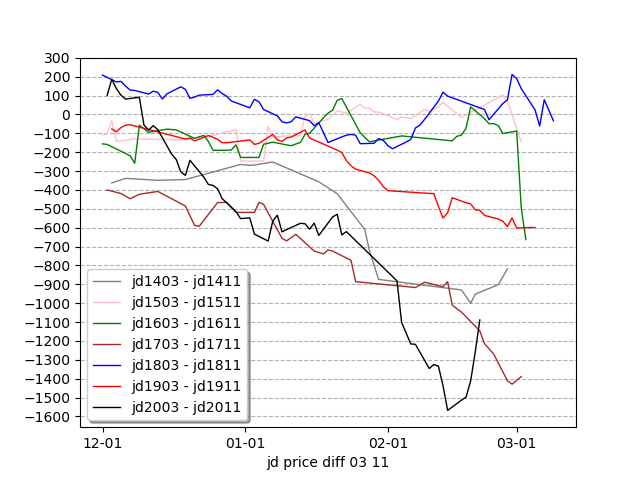 300
200
100
0
−100
−200
−300
−400
−500
−600
−700
−800
−900
−1000
−1100
−1200
−1300
−1400
−1500
−1600
jd1403 - jd1411
jd1503 - jd1511
jd1603 - jd1611
jd1703 - jd1711
jd1803 - jd1811
jd1903 - jd1911
jd2003 - jd2011
12-01 01-01 02-01 03-01
jd price diff 03 11